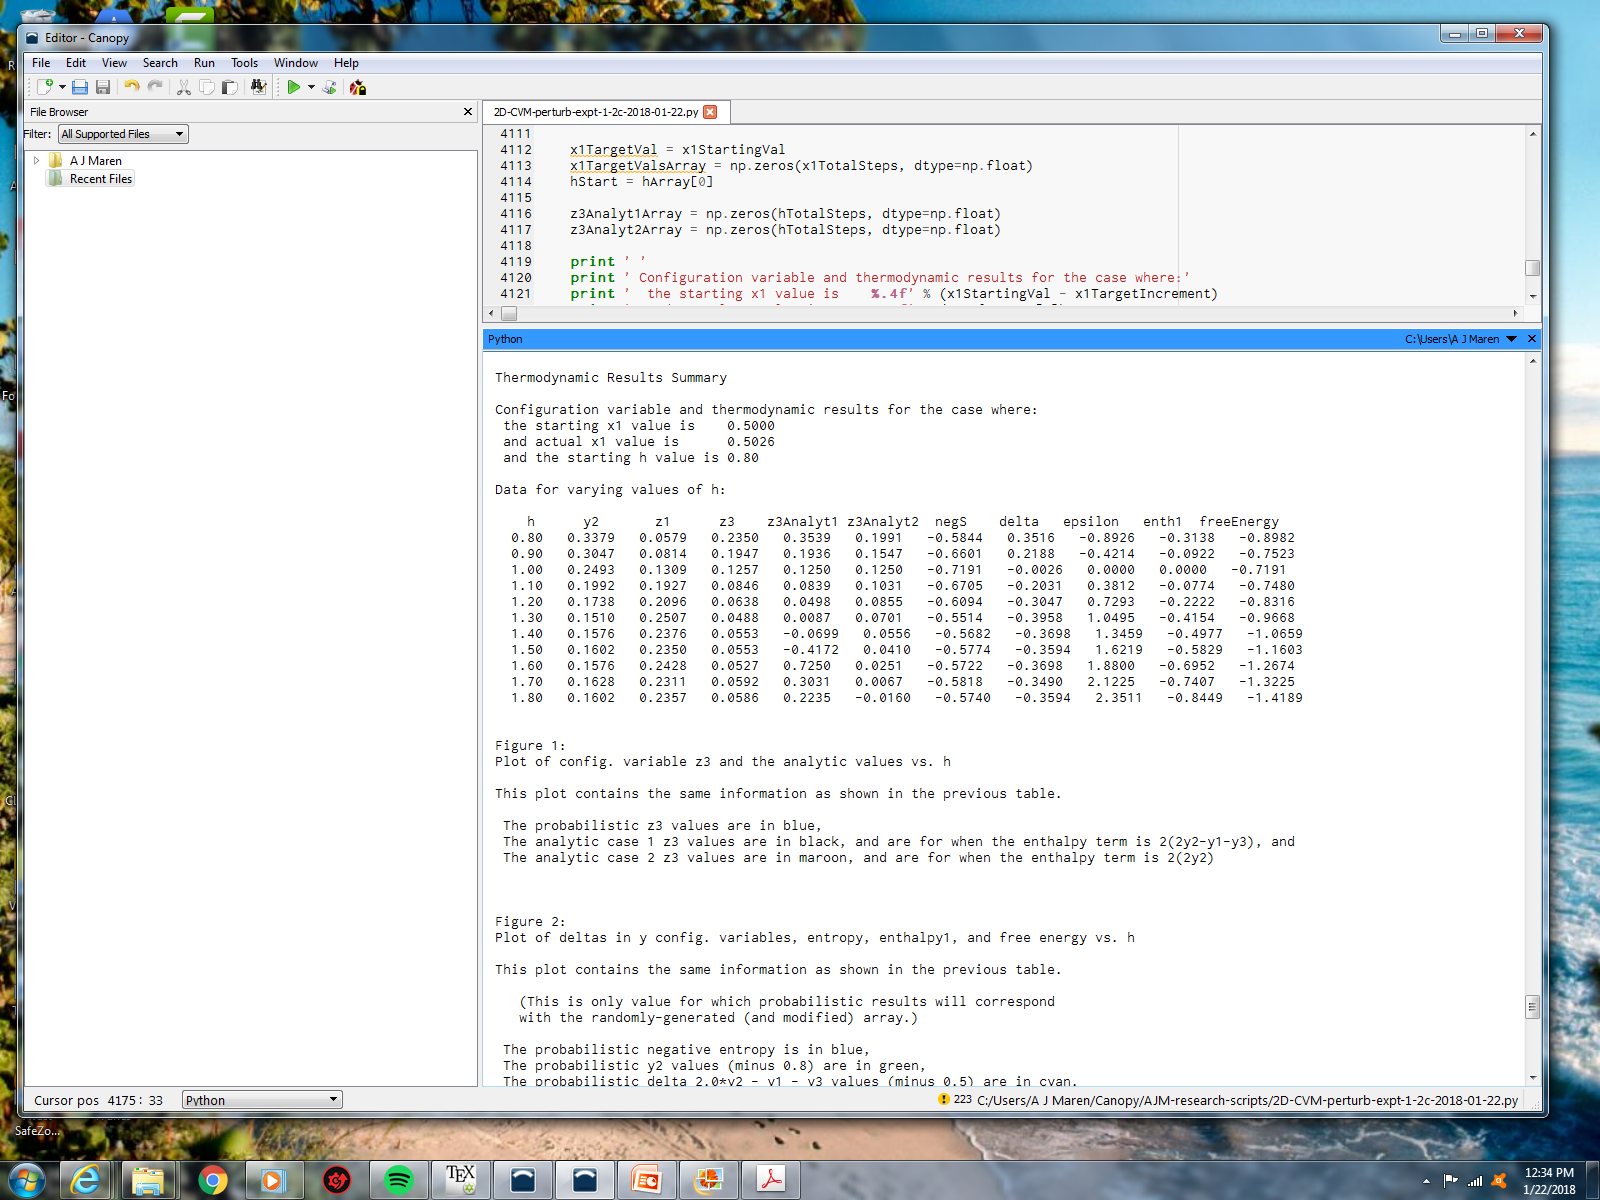 Editor - Canopy
File Edit View Search Run Tools Window Help
File Browser
Filter: All Supported Files
A J Maren
Recent Files
2D-CVM-perturb-expt-1-2c-2018-01-22.py
4111
4112 x1TargetVal = x1StartingVal
4113 x1TargetValsArray = np.zeros(x1TotalSteps, dtype=np.float)
4114 hStart = hArray[0]
4115
4116 z3Analyt1Array = np.zeros(hTotalSteps, dtype=np.float)
4117 z3Analyt2Array = np.zeros(hTotalSteps, dtype=np.float)
4118
4119 print ' '
4120 print ' Configuration variable and thermodynamic results for the case where:'
4121 print '  the starting x1 value is    %.4f' % (x1StartingVal - x1TargetIncrement)
Python C:\Users\A J Maren
Thermodynamic Results Summary
Configuration variable and thermodynamic results for the case where:
the starting x1 value is 0.5000
and actual x1 value is 0.5026
and the starting h value is 0.80
Data for varying values of h:
h y2 z1 z3 z3Analyt1 z3Analyt2 negS delta epsilon enth1 freeEnergy
0.80 0.3379 0.0579 0.2350 0.3539 0.1991 -0.5844 0.3516 -0.8926 -0.3138 -0.8982
0.90 0.3047 0.0814 0.1947 0.1936 0.1547 -0.6601 0.2188 -0.4214 -0.0922 -0.7523
1.00 0.2493 0.1309 0.1257 0.1250 0.1250 -0.7191 -0.0026 0.0000 0.0000 -0.7191
1.10 0.1992 0.1927 0.0846 0.0839 0.1031 -0.6705 -0.2031 0.3812 -0.0774 -0.7480
1.20 0.1738 0.2096 0.0638 0.0498 0.0855 -0.6094 -0.3047 0.7293 -0.2222 -0.8316
1.30 0.1510 0.2507 0.0488 0.0087 0.0701 -0.5514 -0.3958 1.0495 -0.4154 -0.9668
1.40 0.1576 0.2376 0.0553 -0.0699 0.0556 -0.5682 -0.3698 1.3459 -0.4977 -1.0659
1.50 0.1602 0.2350 0.0553 -0.4172 0.0410 -0.5774 -0.3594 1.6219 -0.5829 -1.1603
1.60 0.1576 0.2428 0.0527 0.7250 0.0251 -0.5722 -0.3698 1.8800 -0.6952 -1.2674
1.70 0.1628 0.2311 0.0592 0.3031 0.0067 -0.5818 -0.3490 2.1225 -0.7407 -1.3225
1.80 0.1602 0.2357 0.0586 0.2235 -0.0160 -0.5740 -0.3594 2.3511 -0.8449 -1.4189
Figure 1:
Plot of config. variable z3 and the analytic values vs. h
This plot contains the same information as shown in the previous table.
The probabilistic z3 values are in blue,
The analytic case 1 z3 values are in black, and are for when the enthalpy term is 2(2y2-y1-y3), and
The analytic case 2 z3 values are in maroon, and are for when the enthalpy term is 2(2y2)
Figure 2:
Plot of deltas in y config. variables, entropy, enthalpy1, and free energy vs. h
This plot contains the same information as shown in the previous table.
(This is only value for which probabilistic results will correspond
with the randomly-generated (and modified) array.)
The probabilistic negative entropy is in blue,
The probabilistic y2 values (minus 0.8) are in green,
The probabilistic delta 2.0*y2 - y1 - y3 values (minus 0.5) are in cyan,
Cursor pos 4175 : 33 Python 223 C:/Users/A J Maren/Canopy/AJM-research-scripts/2D-CVM-perturb-expt-1-2c-2018-01-22.py
SafeZo...
TEX
12:34 PM
1/22/2018